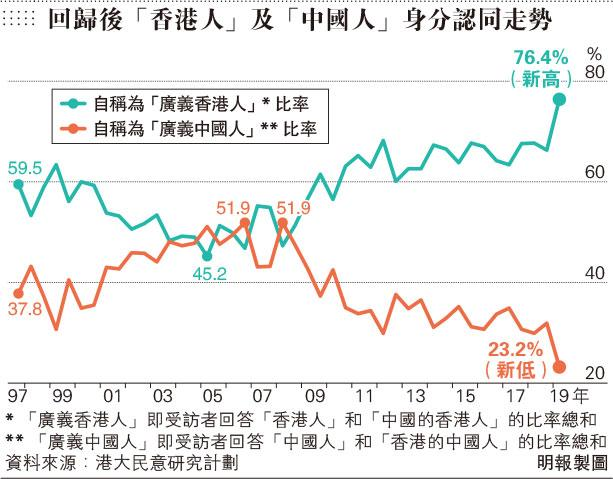 回歸後「香港人」及「中國人」身分認同走勢
76.4%
(新高)
%
80
自稱為「廣義香港人」* 比率
自稱為「廣義中國人」** 比率
59.5
60
51.9
51.9
45.2
40
37.8
23.2%
(新低)
20
97 99 01 03 05 07 09 11 13 15 17 19 年
* 「廣義香港人」即受訪者回答「香港人」和「中國的香港人」的比率總和
** 「廣義中國人」即受訪者回答「中國人」和「香港的中國人」的比率總和
資料來源：港大民意研究計劃
明報製圖